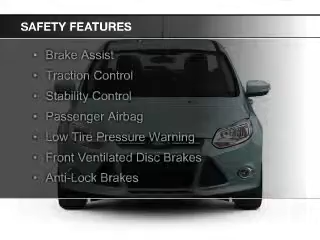 SAFETY FEATURES
• Brake Assist
• Traction Control
• Stability Control
• Passenger Airbag
• Low Tire Pressure Warning
• Front Ventilated Disc Brakes
• Anti-Lock Brakes